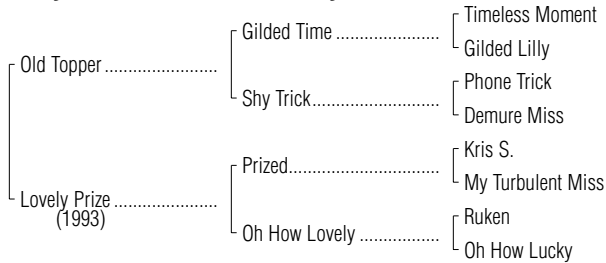 Timeless Moment
Gilded Time ..................
Gilded Lilly
Old Topper .......................
Phone Trick
Shy Trick ......................
Demure Miss
Kris S.
Prized ...........................
My Turbulent Miss
Lovely Prize .....................
(1993)
Ruken
Oh How Lovely ..............
Oh How Lucky